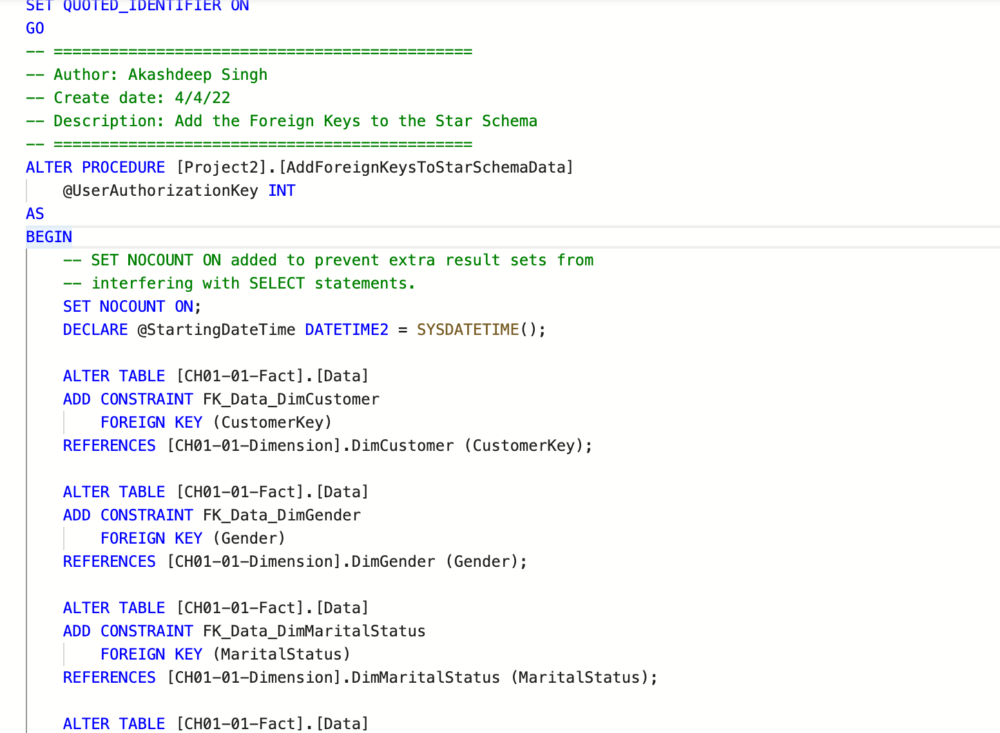 SET QUOTED_IDENTIFIER ON
GO
-- =============================================
-- Author: Akashdeep Singh
-- Create date: 4/4/22
-- Description: Add the Foreign Keys to the Star Schema
-- =============================================
ALTER PROCEDURE [Project2].[AddForeignKeysToStarSchemaData]
    @UserAuthorizationKey INT
AS
BEGIN
    -- SET NOCOUNT ON added to prevent extra result sets from
    -- interfering with SELECT statements.
    SET NOCOUNT ON;
    DECLARE @StartingDateTime DATETIME2 = SYSDATETIME();

    ALTER TABLE [CH01-01-Fact].[Data]
    ADD CONSTRAINT FK_Data_DimCustomer
        FOREIGN KEY (CustomerKey)
    REFERENCES [CH01-01-Dimension].DimCustomer (CustomerKey);

    ALTER TABLE [CH01-01-Fact].[Data]
    ADD CONSTRAINT FK_Data_DimGender
        FOREIGN KEY (Gender)
    REFERENCES [CH01-01-Dimension].DimGender (Gender);

    ALTER TABLE [CH01-01-Fact].[Data]
    ADD CONSTRAINT FK_Data_DimMaritalStatus
        FOREIGN KEY (MaritalStatus)
    REFERENCES [CH01-01-Dimension].DimMaritalStatus (MaritalStatus);

    ALTER TABLE [CH01-01-Fact].[Data]